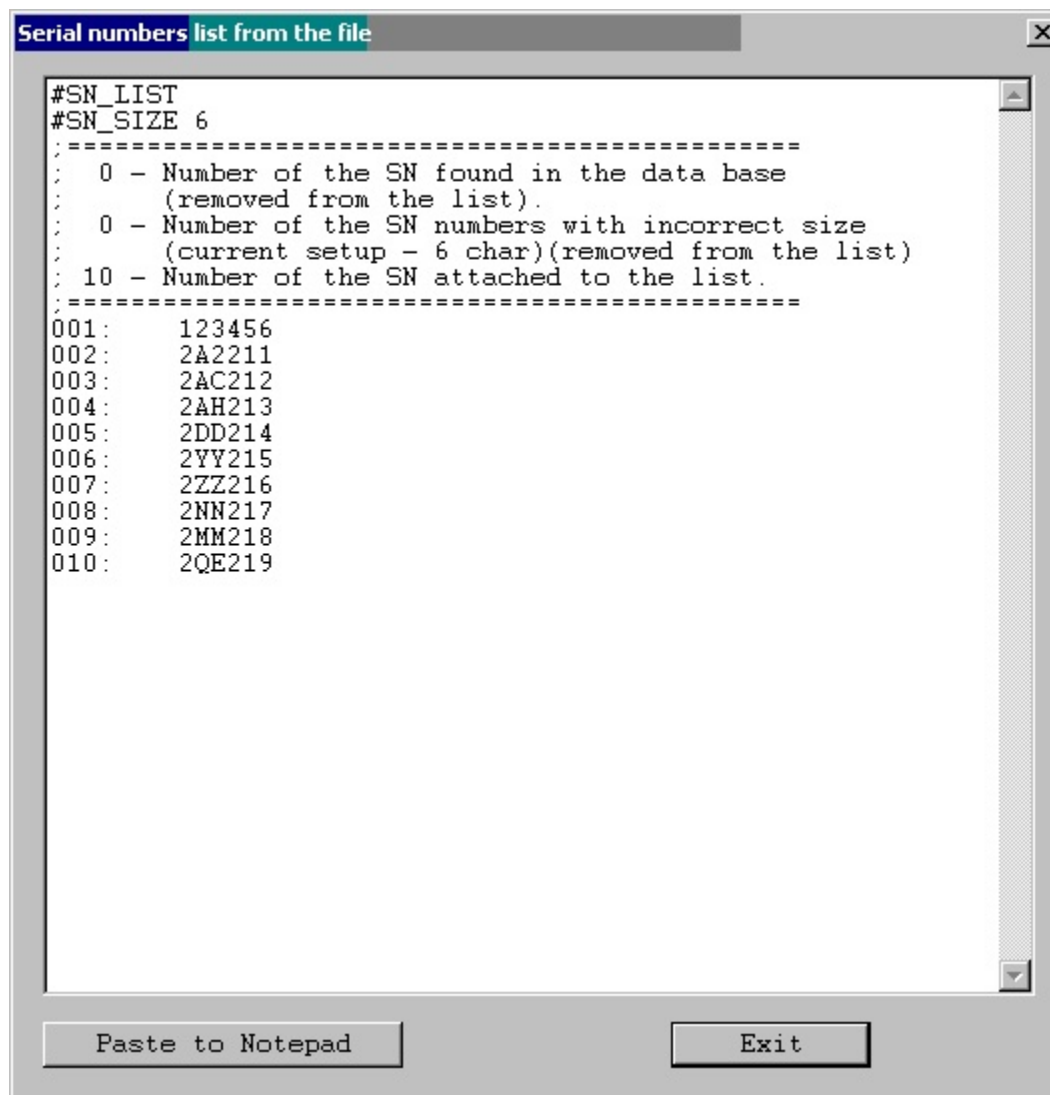 Serial numbers list from the file
#SN_LIST
#SN_SIZE 6
;==============================================
;  0 - Number of the SN found in the data base
;      (removed from the list).
;  0 - Number of the SN numbers with incorrect size
;      (current setup - 6 char)(removed from the list)
; 10 - Number of the SN attached to the list.
;==============================================
001:    123456
002:    2A2211
003:    2AC212
004:    2AH213
005:    2DD214
006:    2YY215
007:    2ZZ216
008:    2NN217
009:    2MM218
010:    2QE219
Paste to Notepad    Exit